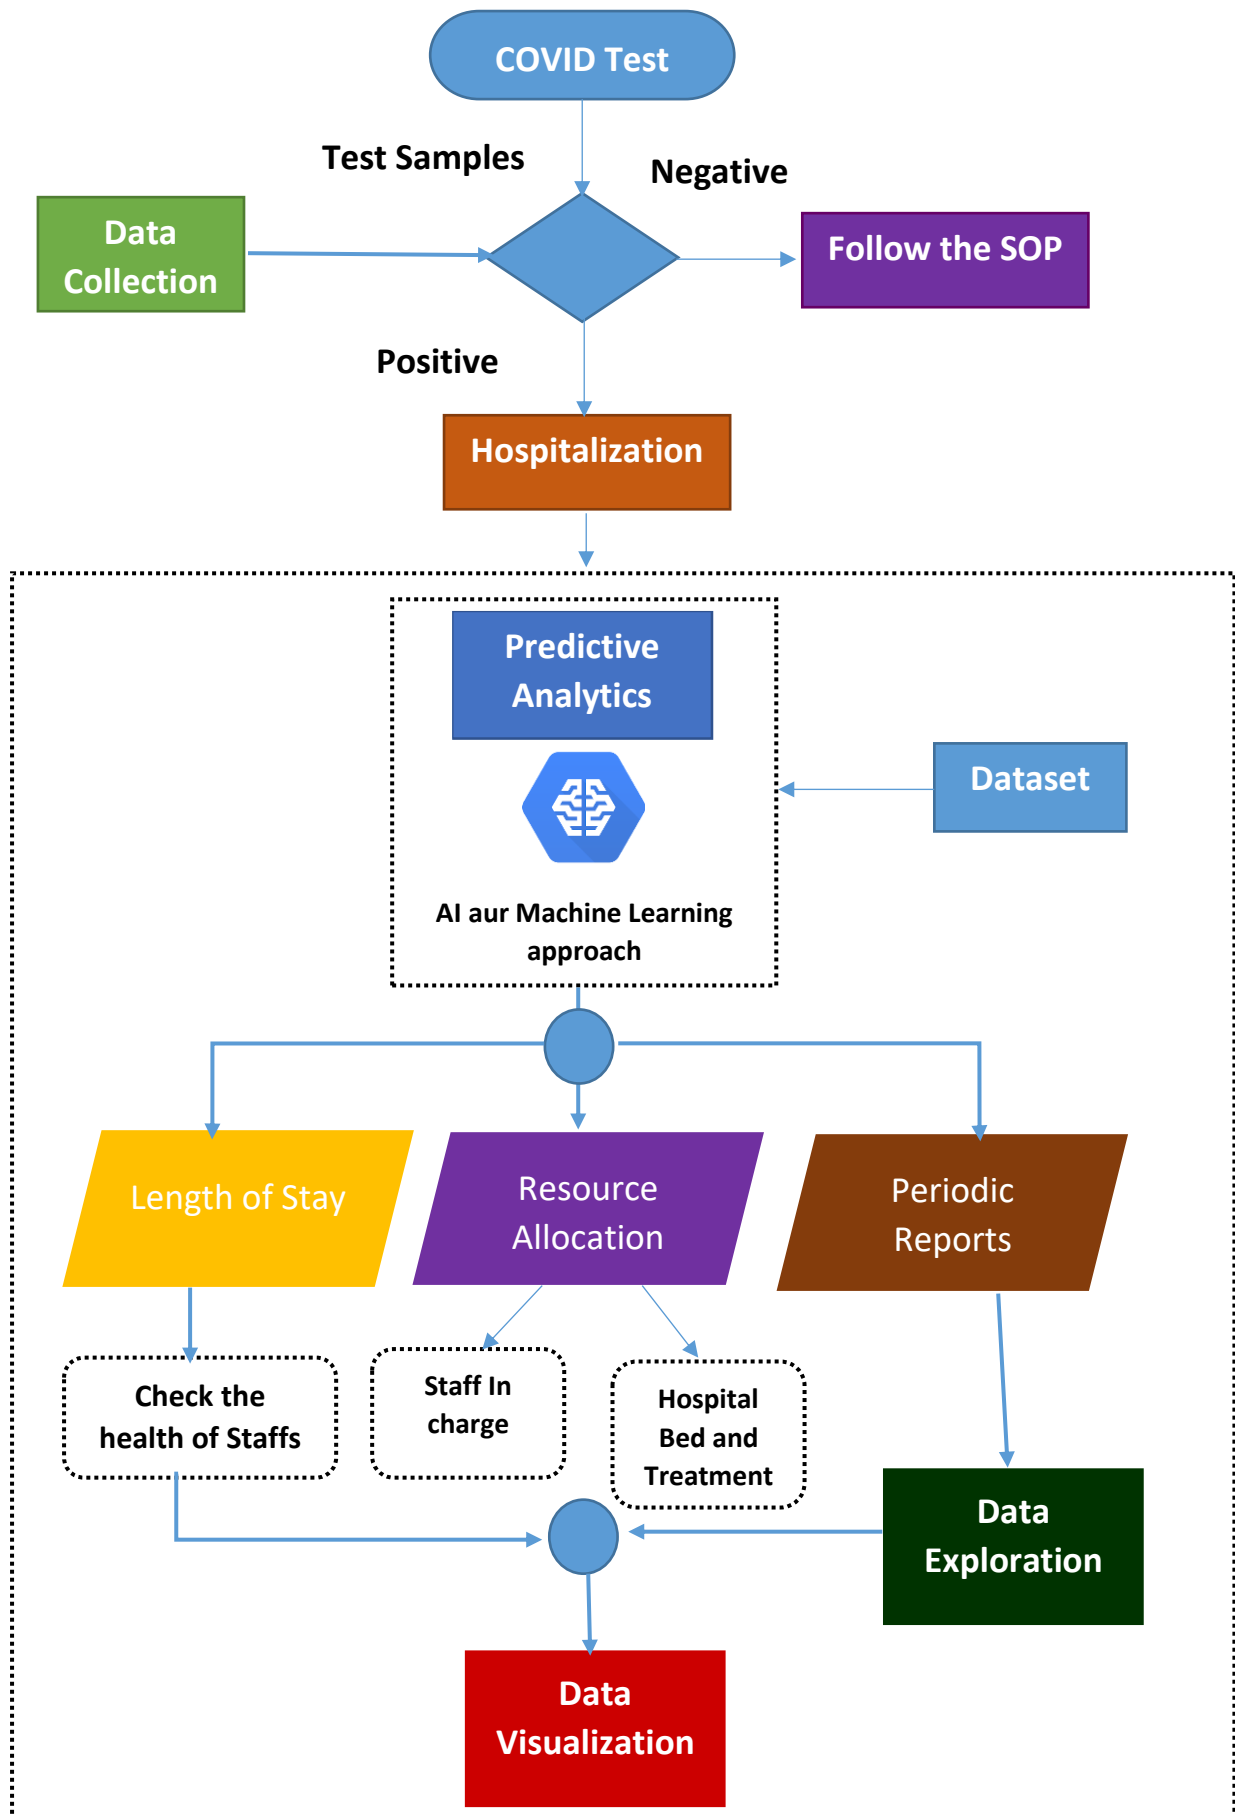 COVID Test
Test Samples
Negative
Data
Collection
Follow the SOP
Positive
Hospitalization
Predictive
Analytics
Dataset
AI aur Machine Learning
approach
Length of Stay
Resource
Allocation
Periodic
Reports
Check the
health of Staffs
Staff In
charge
Hospital
Bed and
Treatment
Data
Exploration
Data
Visualization